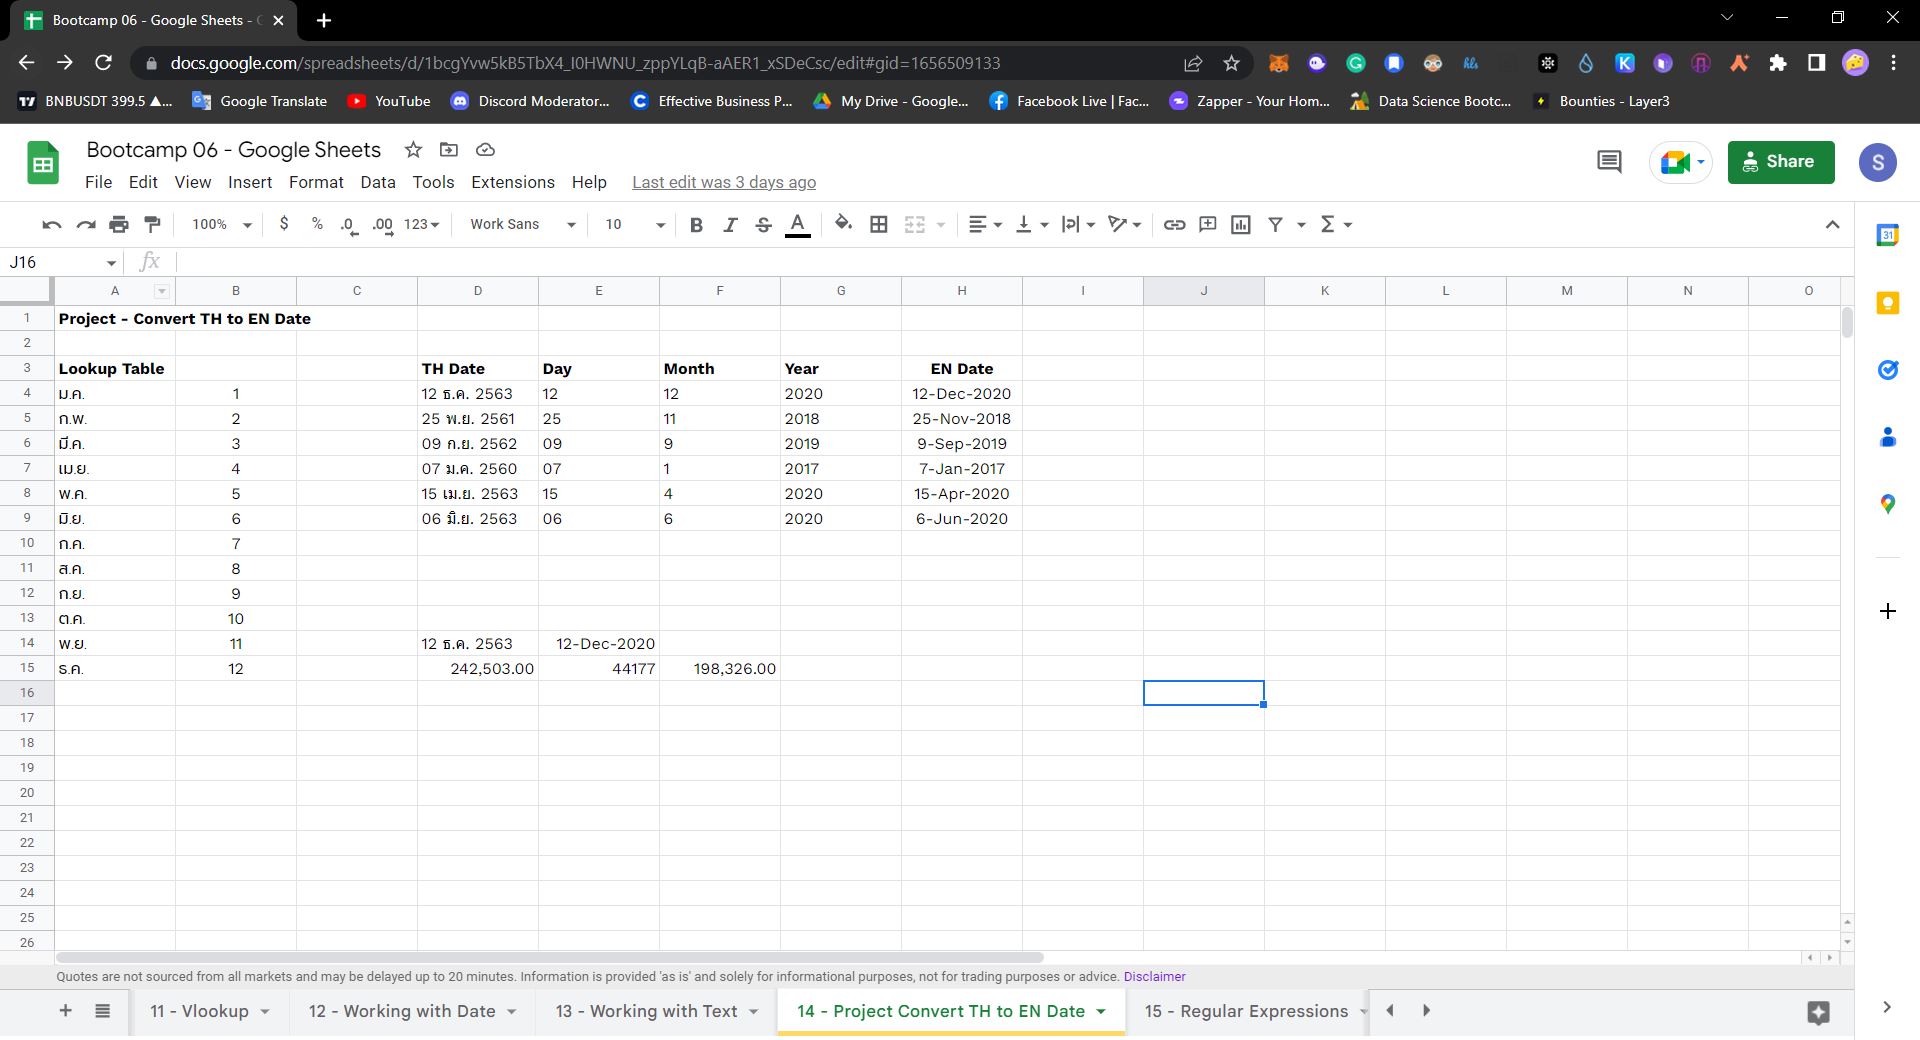 Bootcamp 06 - Google Sheets -
docs.google.com/spreadsheets/d/1bcgYvw5kB5TbX4_I0HWNU_zppYLqB-aAER1_xSDeCsc/edit#gid=1656509133
BNBUSDT 399.5 ▲... Google Translate YouTube Discord Moderator... Effective Business P... My Drive - Google... Facebook Live | Fac... Zapper - Your Hom... Data Science Bootc... Bounties - Layer3
Bootcamp 06 - Google Sheets
File Edit View Insert Format Data Tools Extensions Help Last edit was 3 days ago
Share
S
100% $ % .0 .00 123 Work Sans 10 B I S A Σ
31
J16 fx
A B C D E F G H I J K L M N O
1 Project - Convert TH to EN Date
2
3 Lookup Table TH Date Day Month Year EN Date
4 ม.ค. 1 12 ธ.ค. 2563 12 12 2020 12-Dec-2020
5 ก.พ. 2 25 พ.ย. 2561 25 11 2018 25-Nov-2018
6 มี.ค. 3 09 ก.ย. 2562 09 9 2019 9-Sep-2019
7 เม.ย. 4 07 ม.ค. 2560 07 1 2017 7-Jan-2017
8 พ.ค. 5 15 เม.ย. 2563 15 4 2020 15-Apr-2020
9 มิ.ย. 6 06 มิ.ย. 2563 06 6 2020 6-Jun-2020
10 ก.ค. 7
11 ส.ค. 8
12 ก.ย. 9
13 ต.ค. 10
14 พ.ย. 11 12 ธ.ค. 2563 12-Dec-2020
15 ธ.ค. 12 242,503.00 44177 198,326.00
16
17
18
19
20
21
22
23
24
25
26
Quotes are not sourced from all markets and may be delayed up to 20 minutes. Information is provided 'as is' and solely for informational purposes, not for trading purposes or advice. Disclaimer
11 - Vlookup 12 - Working with Date 13 - Working with Text 14 - Project Convert TH to EN Date 15 - Regular Expressions